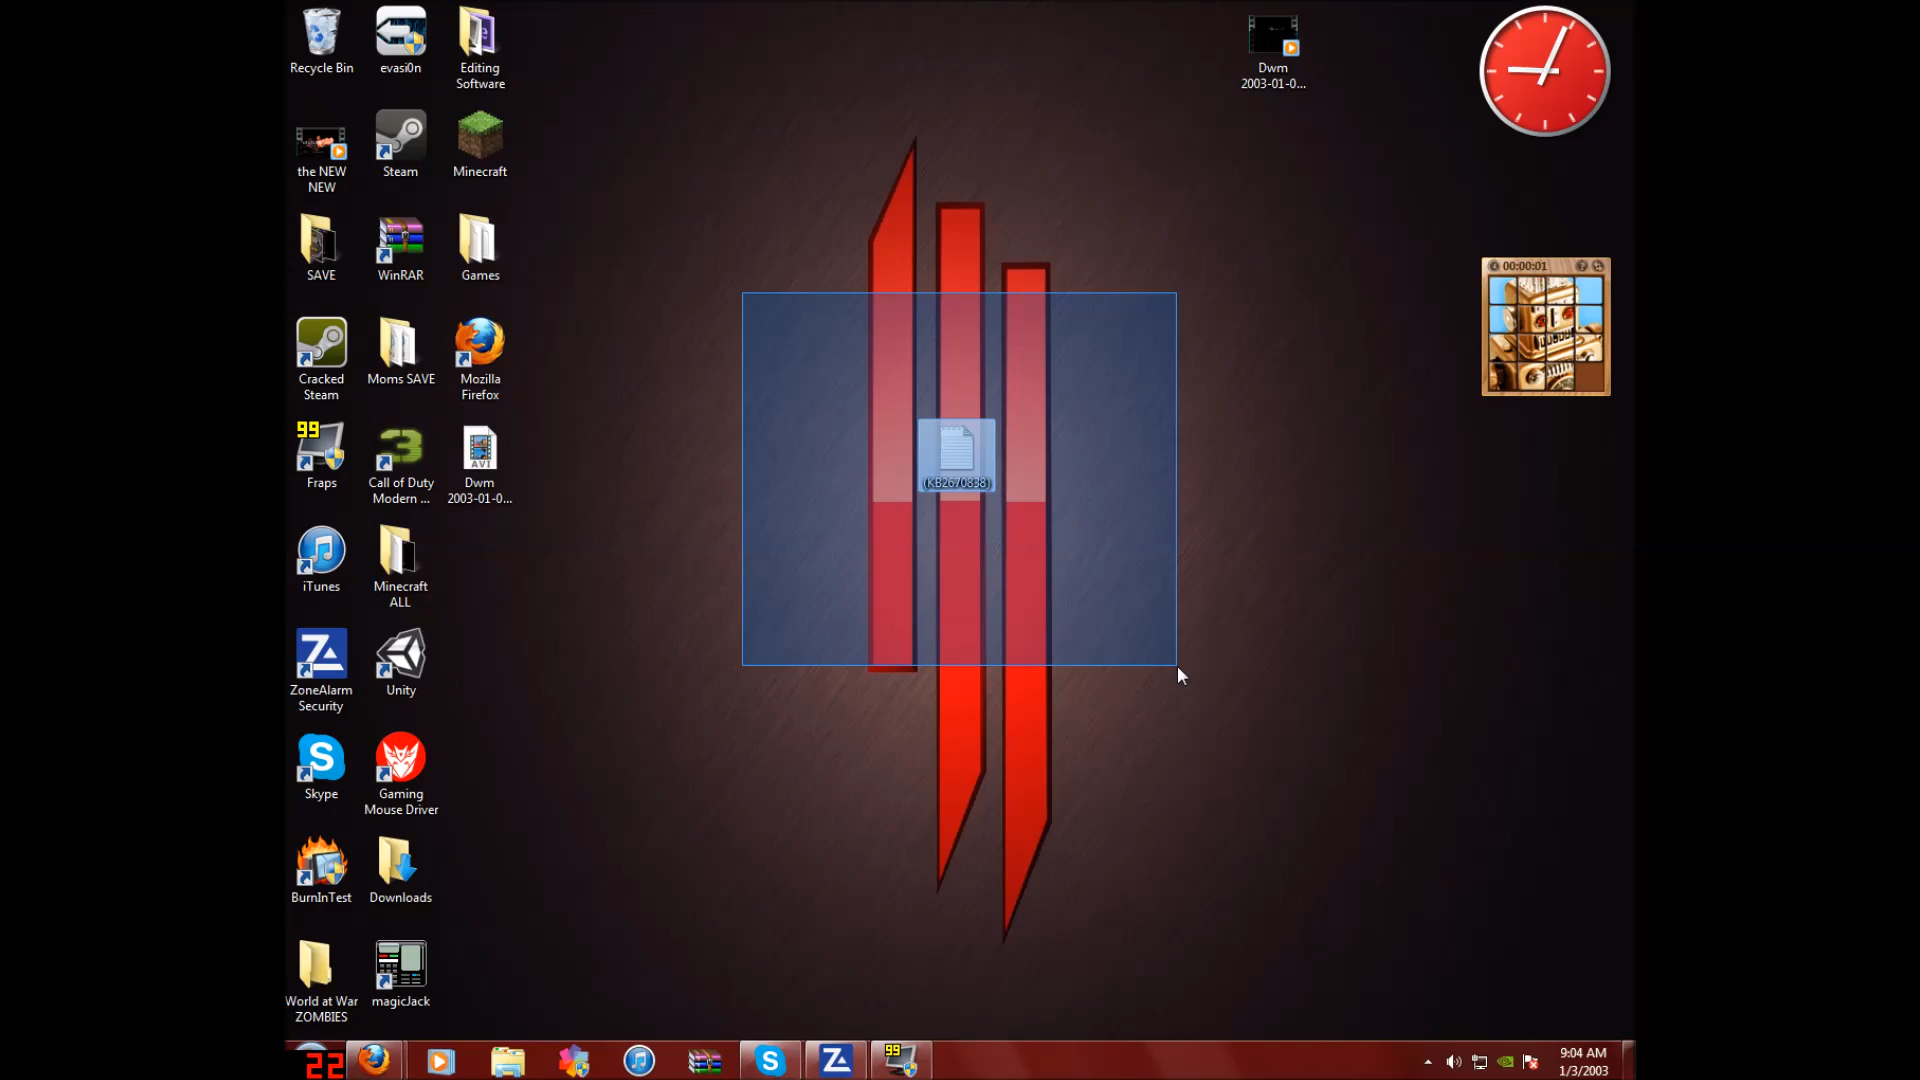 Recycle Bin
evasi0n
Editing
Software
Dwm
2003-01-0...
the NEW
NEW
Steam
Minecraft
SAVE
WinRAR
Games
00:00:01
Cracked
Steam
Moms SAVE
Mozilla
Firefox
99
Fraps
3
Call of Duty
Modern ...
AVI
Dwm
2003-01-0...
(KB2670838)
iTunes
Minecraft
ALL
Z
ZoneAlarm
Security
Unity
S
Skype
Gaming
Mouse Driver
BurnInTest
Downloads
World at War
ZOMBIES
magicJack
22
S
Z
99
9:04 AM
1/3/2003